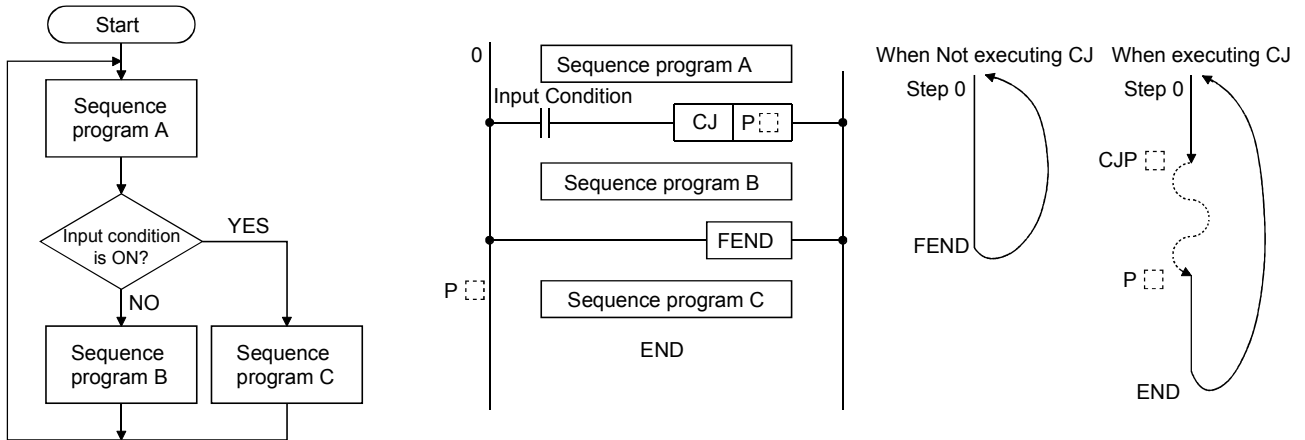 Start
Sequence
program A
Input condition
is ON?
YES
NO
Sequence
program B
Sequence
program C
0
Sequence program A
Input Condition
CJ P
Sequence program B
FEND
P
Sequence program C
END
When Not executing CJ
Step 0
FEND
When executing CJ
Step 0
CJP
P
END